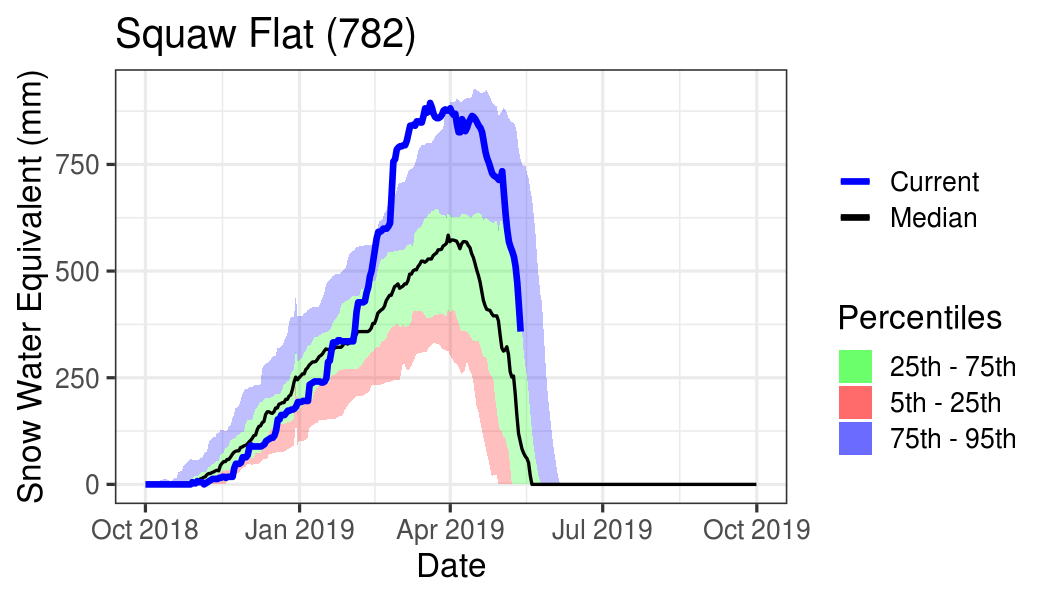 Squaw Flat (782)
Snow Water Equivalent (mm)
750
500
250
0
Oct 2018
Jan 2019
Apr 2019
Jul 2019
Oct 2019
Date
Current
Median
Percentiles
25th - 75th
5th - 25th
75th - 95th